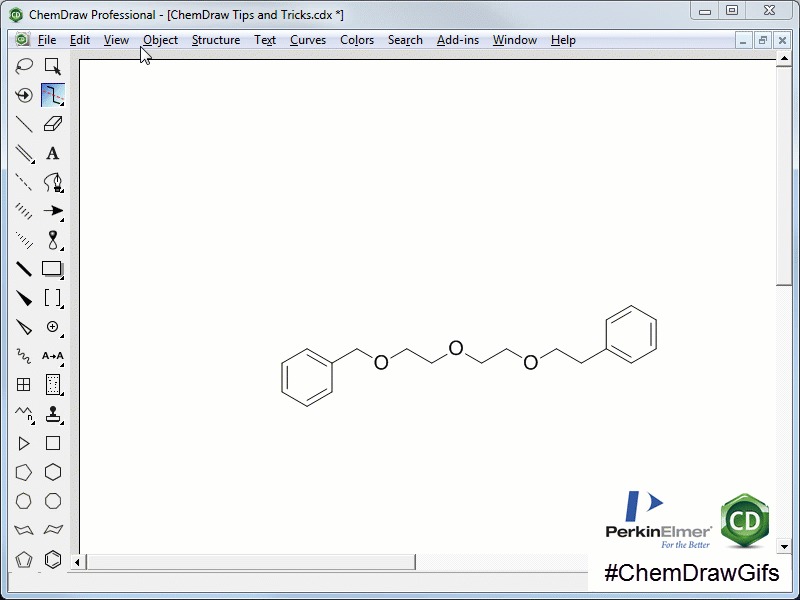 ChemDraw Professional - [ChemDraw Tips and Tricks.cdx *]
File Edit View Object Structure Text Curves Colors Search Add-ins Window Help
A
A→A
n
O O O
CD
PerkinElmer®
For the Better
#ChemDrawGifs